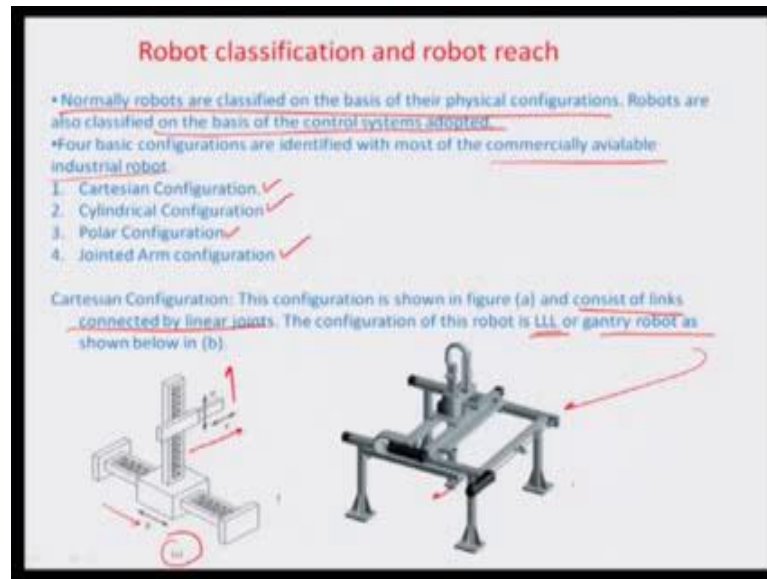 Robot classification and robot reach
•Normally robots are classified on the basis of their physical configurations. Robots are
also classified on the basis of the control systems adopted.
•Four basic configurations are identified with most of the commercially avialable
industrial robot.
1. Cartesian Configuration.
2. Cylindrical Configuration
3. Polar Configuration
4. Jointed Arm configuration
Cartesian Configuration: This configuration is shown in figure (a) and consist of links
connected by linear joints. The configuration of this robot is LLL or gantry robot as
shown below in (b).
(a)